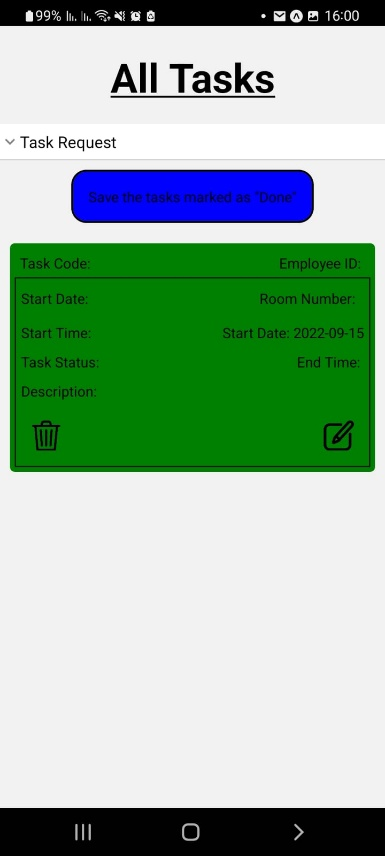 99% 16:00
All Tasks
Task Request
Save the tasks marked as "Done"
Task Code: Employee ID:
Start Date: Room Number:
Start Time: Start Date: 2022-09-15
Task Status: End Time:
Description: